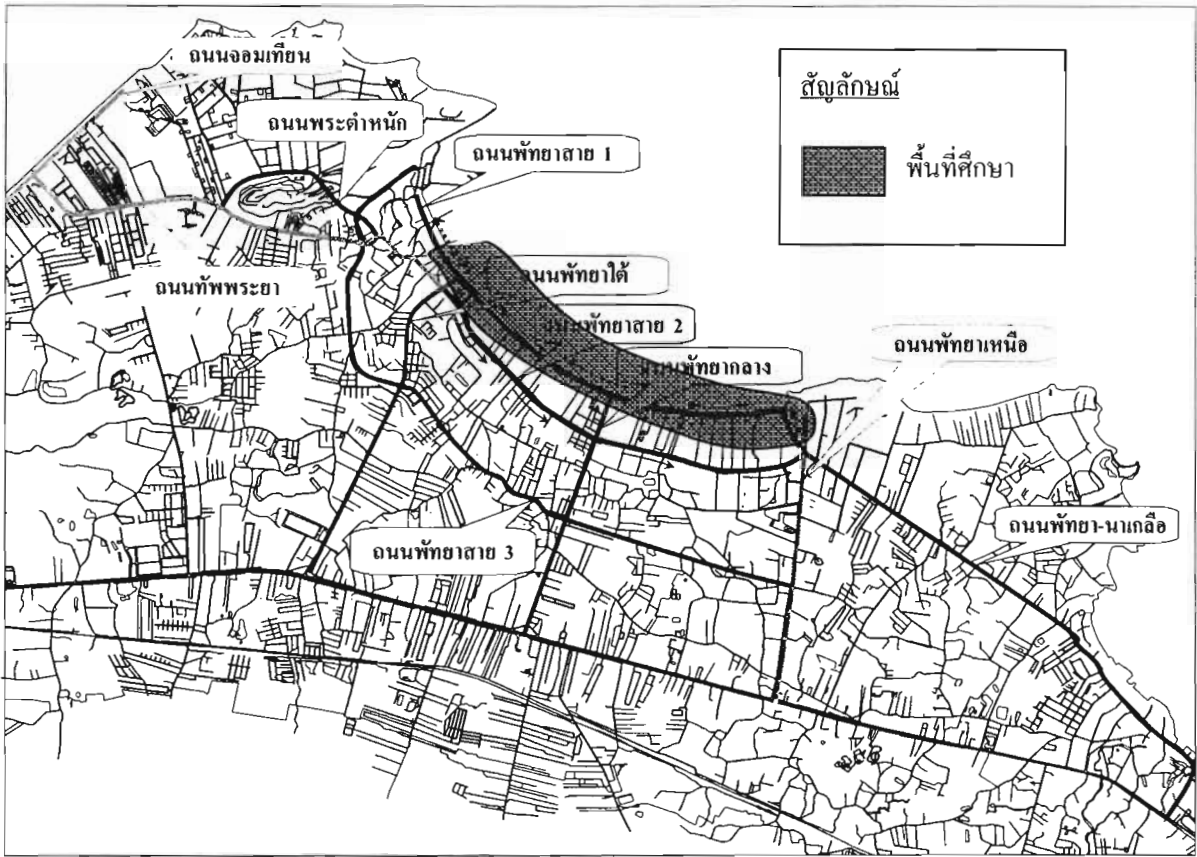 ถนนจอมเทียน
สัญลักษณ์
ถนนพระตำหนัก
ถนนพัทยาสาย 1
พื้นที่ศึกษา
ถนนพัทยาใต้
ถนนทัพพระยา
ถนนพัทยาสาย 2
ถนนพัทยาเหนือ
ถนนพัทยากลาง
ถนนพัทยา-นาเกลือ
ถนนพัทยาสาย 3